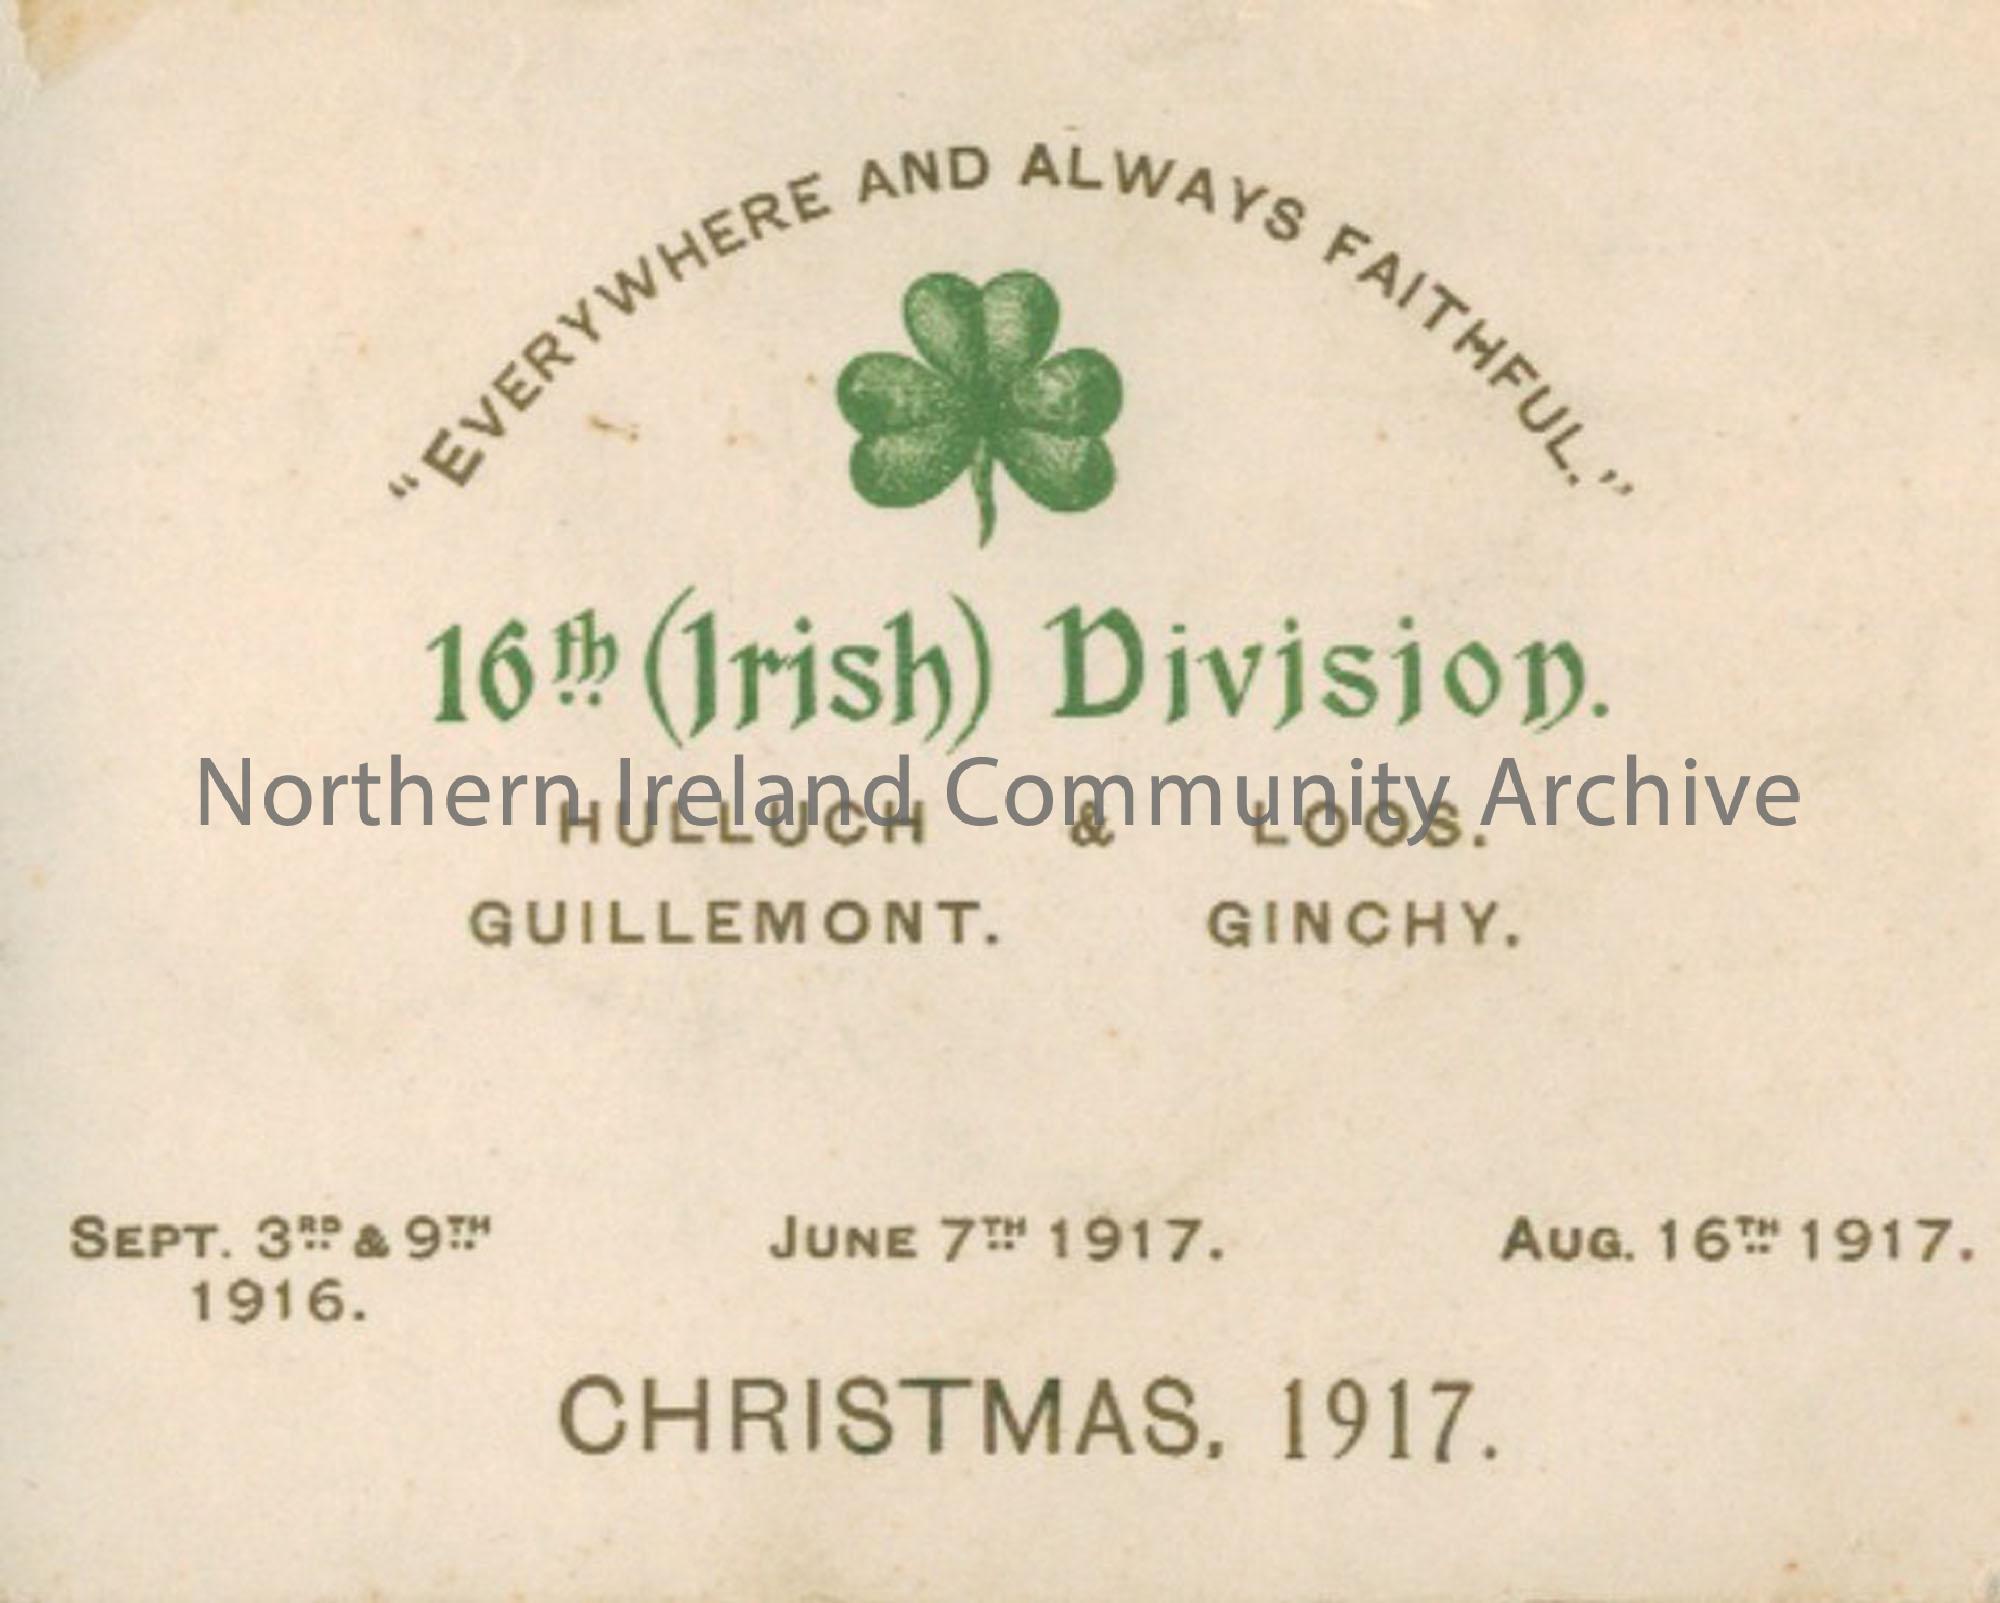 "EVERYWHERE AND ALWAYS FAITHFUL."
16th (Irish) Division.
Northern Ireland Community Archive
HULLUCH & LOOS.
GUILLEMONT. GINCHY.
SEPT. 3RD & 9TH JUNE 7TH 1917. AUG. 16TH 1917.
1916.
CHRISTMAS, 1917.